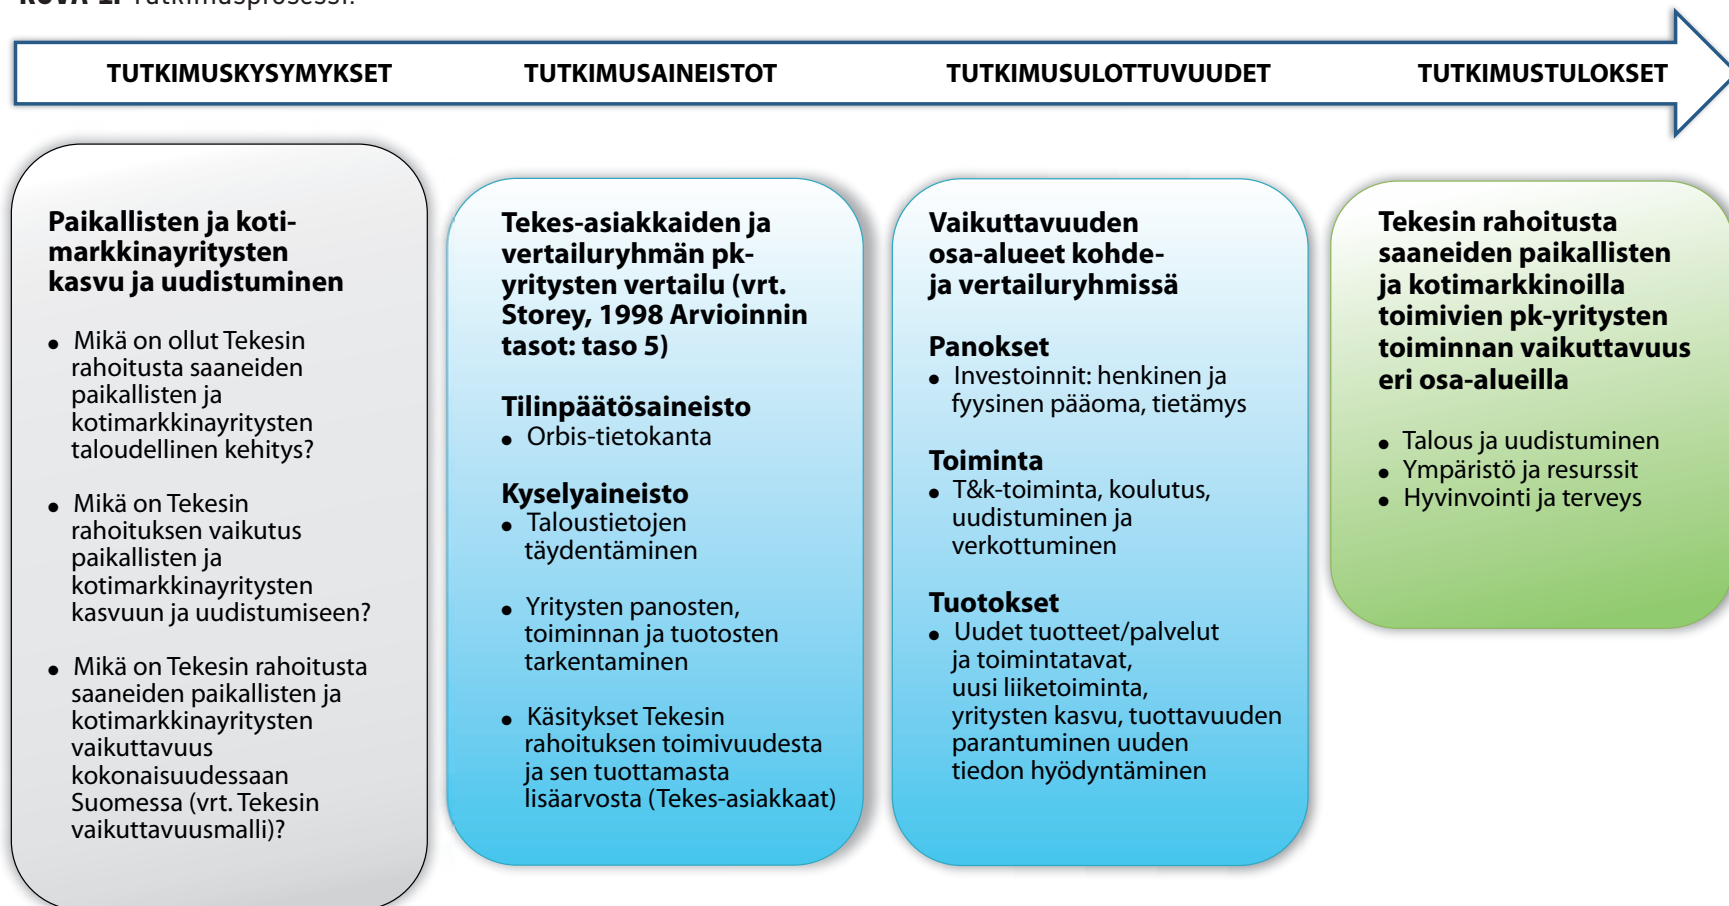 KUVA 1. Tutkimusprosessi.
TUTKIMUSKYSYMYKSET
TUTKIMUSAINEISTOT
TUTKIMUSULOTTUVUUDET
TUTKIMUSTULOKSET
Paikallisten ja koti-
markkinayritysten
kasvu ja uudistuminen
• Mikä on ollut Tekesin
rahoitusta saaneiden
paikallisten ja
kotimarkkinayritysten
taloudellinen kehitys?
• Mikä on Tekesin
rahoituksen vaikutus
paikallisten ja
kotimarkkinayritysten
kasvuun ja uudistumiseen?
• Mikä on Tekesin rahoitusta
saaneiden paikallisten ja
kotimarkkinayritysten
vaikuttavuus
kokonaisuudessaan
Suomessa (vrt. Tekesin
vaikuttavuusmalli)?
Tekes-asiakkaiden ja
vertailuryhmän pk-
yritysten vertailu (vrt.
Storey, 1998 Arvioinnin
tasot: taso 5)
Tilinpäätösaineisto
• Orbis-tietokanta
Kyselyaineisto
• Taloustietojen
täydentäminen
• Yritysten panosten,
toiminnan ja tuotosten
tarkentaminen
• Käsitykset Tekesin
rahoituksen toimivuudesta
ja sen tuottamasta
lisäarvosta (Tekes-asiakkaat)
Vaikuttavuuden
osa-alueet kohde-
ja vertailuryhmissä
Panokset
• Investoinnit: henkinen ja
fyysinen pääoma, tietämys
Toiminta
• T&k-toiminta, koulutus,
uudistuminen ja
verkottuminen
Tuotokset
• Uudet tuotteet/palvelut
ja toimintatavat,
uusi liiketoiminta,
yritysten kasvu, tuottavuuden
parantuminen uuden
tiedon hyödyntäminen
Tekesin rahoitusta
saaneiden paikallisten
ja kotimarkkinoilla
toimivien pk-yritysten
toiminnan vaikuttavuus
eri osa-alueilla
• Talous ja uudistuminen
• Ympäristö ja resurssit
• Hyvinvointi ja terveys